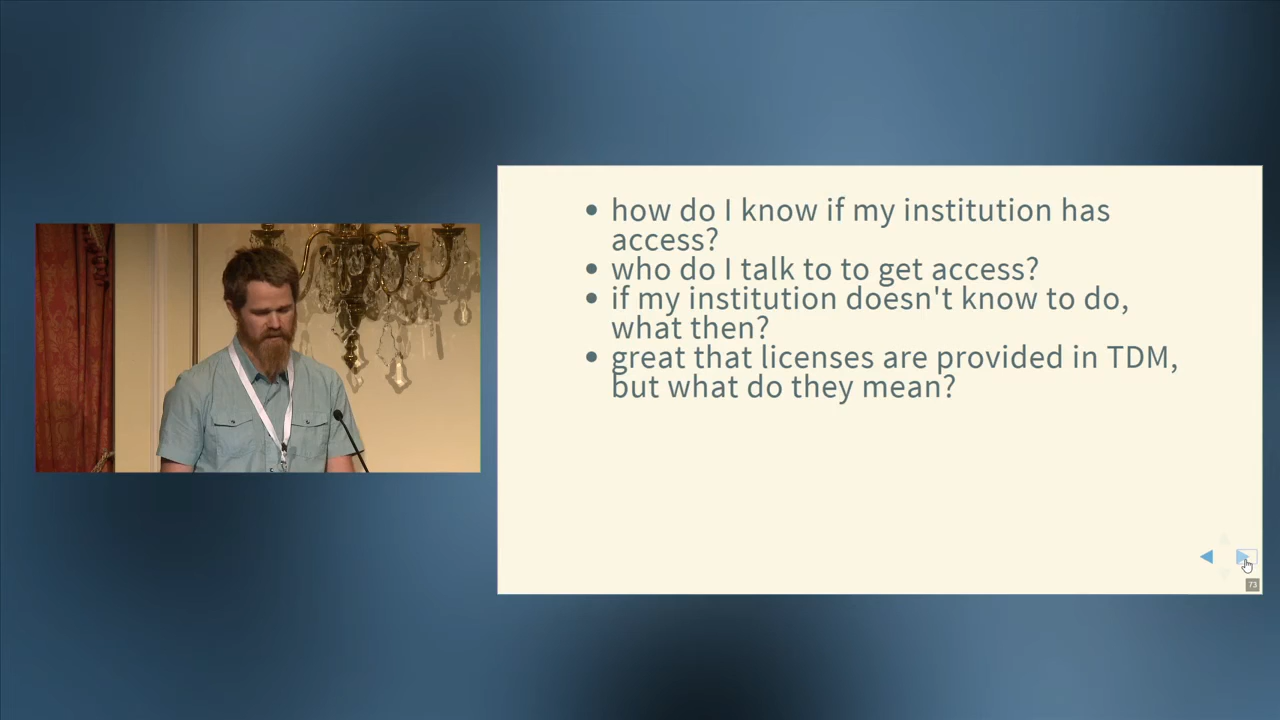 • how do I know if my institution has
access?
• who do I talk to to get access?
• if my institution doesn't know to do,
what then?
• great that licenses are provided in TDM,
but what do they mean?
73